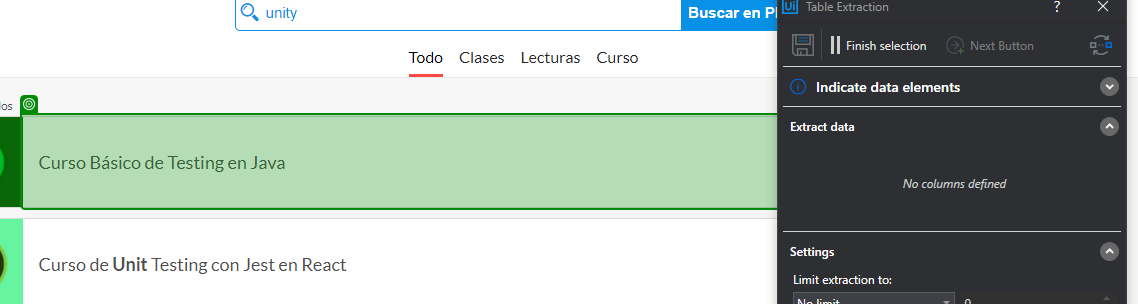 unity
Buscar en Pl
Todo Clases Lecturas Curso
los
Curso Básico de Testing en Java
Curso de Unit Testing con Jest en React
Ui Table Extraction ?
Finish selection Next Button
Indicate data elements
Extract data
No columns defined
Settings
Limit extraction to:
No limit 0